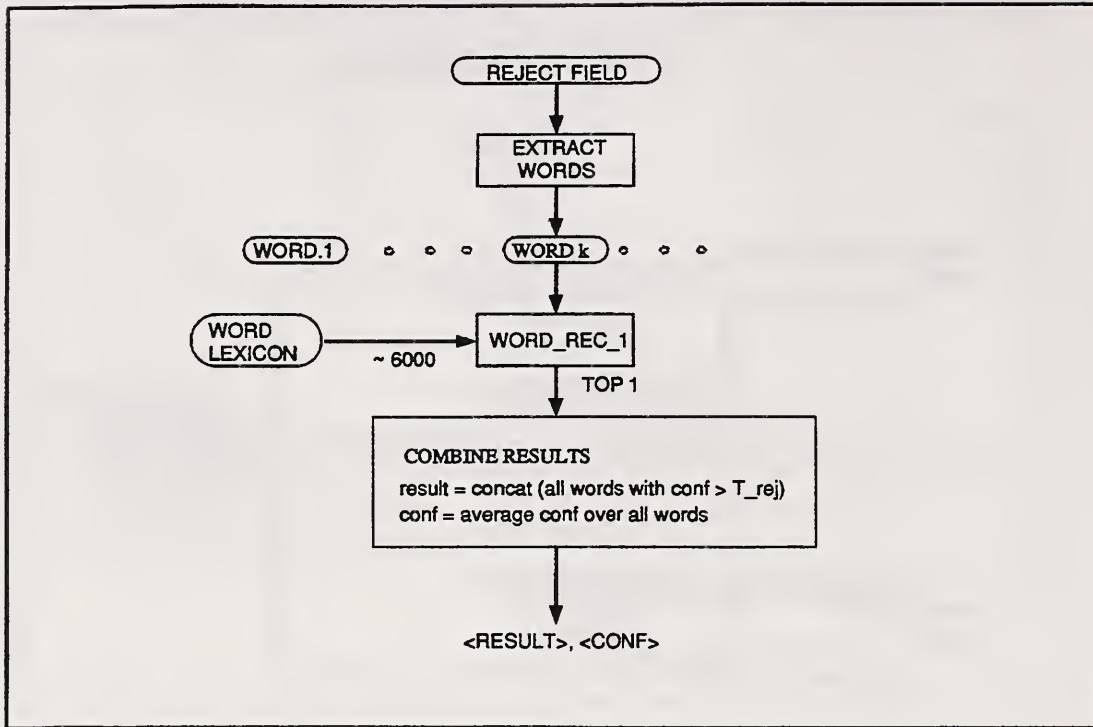 REJECT FIELD
EXTRACT
WORDS
WORD.1 WORD k
WORD
LEXICON
~ 6000
WORD_REC_1
TOP 1
COMBINE RESULTS
result = concat (all words with conf > T_rej)
conf = average conf over all words
<RESULT>, <CONF>